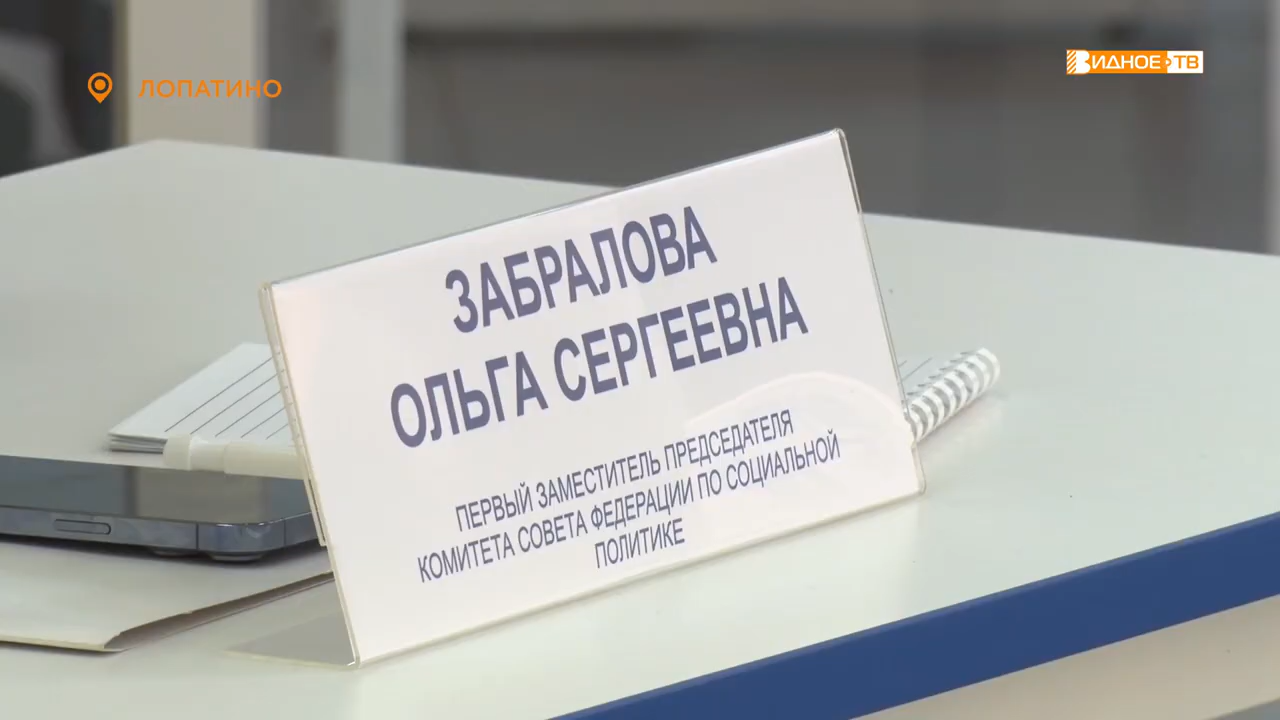 ЛОПАТИНО
ВИДНОЕ ТВ
ЗАБРАЛОВА
ОЛЬГА СЕРГЕЕВНА
ПЕРВЫЙ ЗАМЕСТИТЕЛЬ ПРЕДСЕДАТЕЛЯ
КОМИТЕТА СОВЕТА ФЕДЕРАЦИИ ПО СОЦИАЛЬНОЙ
ПОЛИТИКЕ